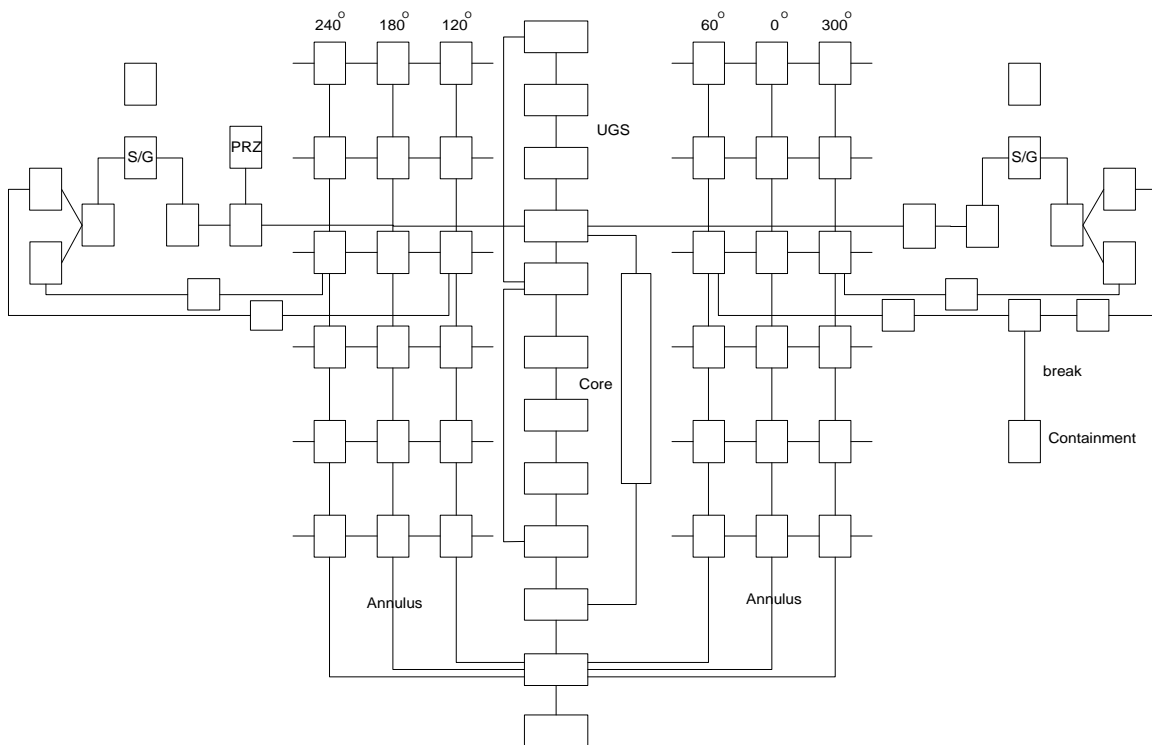 240° 180° 120° 60° 0° 300°
UGS
PRZ
S/G S/G
break
Core
Containment
Annulus Annulus